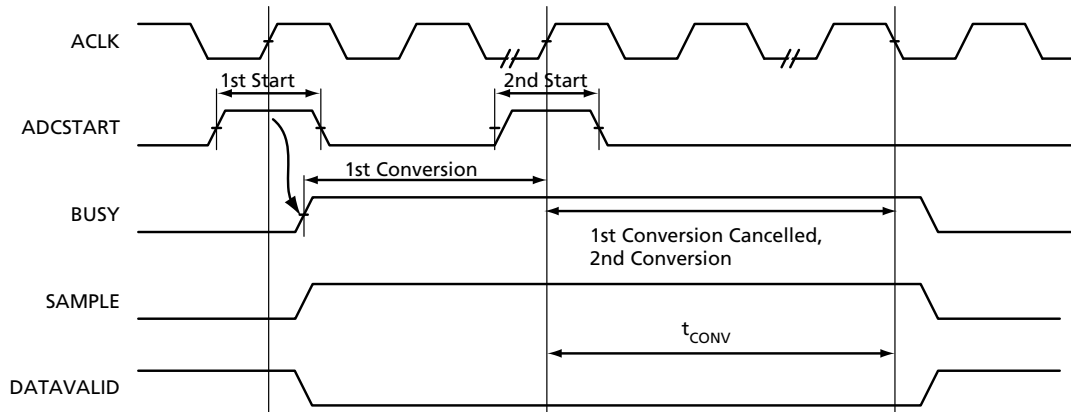 ACLK
1st Start
2nd Start
ADCSTART
1st Conversion
BUSY
1st Conversion Cancelled,
2nd Conversion
SAMPLE
tCONV
DATAVALID